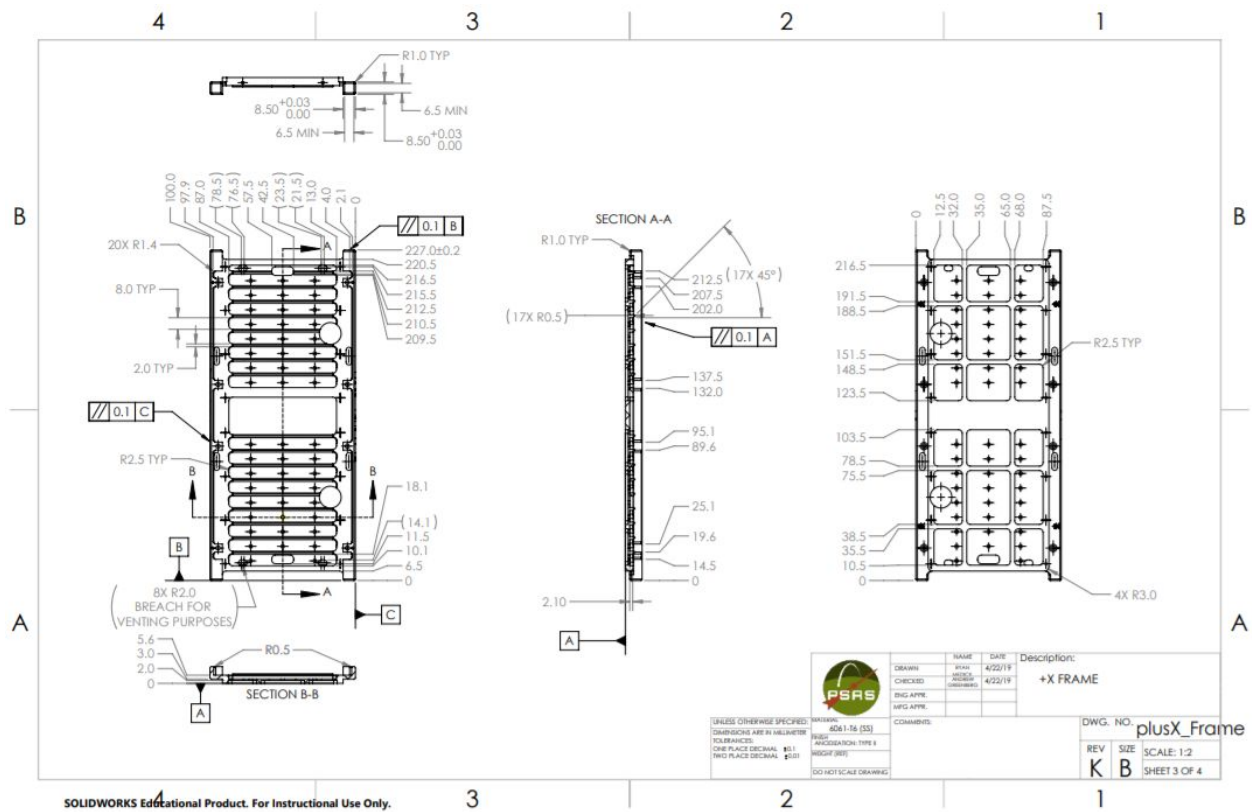 4 3 2 1
R1.0 TYP
8.50 +0.03 0.00
6.5 MIN
6.5 MIN
8.50 +0.03 0.00
B
B
100.0
97.9
87.0
(78.5)
(76.5)
57.5
42.5
(23.5)
(21.5)
13.0
4.0
2.1
0
// 0.1 B
A
20X R1.4
8.0 TYP
2.0 TYP
// 0.1 C
R2.5 TYP
B
B
227.0±0.2
220.5
216.5
215.5
212.5
210.5
209.5
18.1
(14.1)
11.5
10.1
6.5
0
B
A
C
(8X R2.0
BREACH FOR
VENTING PURPOSES)
5.6
3.0
2.0
0
R0.5
SECTION B-B
A
SECTION A-A
R1.0 TYP
(17X 45°)
(17X R0.5)
212.5
207.5
202.0
// 0.1 A
137.5
132.0
95.1
89.6
25.1
19.6
14.5
0
2.10
A
0
12.5
32.0
35.0
65.0
68.0
87.5
216.5
191.5
188.5
151.5
148.5
123.5
103.5
78.5
75.5
38.5
35.5
10.5
0
R2.5 TYP
4X R3.0
A
A
PSAS
NAME DATE
DRAWN 4/22/19
CHECKED 4/22/19
ENG APPR.
MFG APPR.
COMMENTS:
Description:
+X FRAME
UNLESS OTHERWISE SPECIFIED:
DIMENSIONS ARE IN MILLIMETER
TOLERANCES:
ONE PLACE DECIMAL ±0.1
TWO PLACE DECIMAL ±0.01
MATERIAL
6061-T6 (SS)
FINISH
ANODIZATION: TYPE II
DO NOT SCALE DRAWING
DWG. NO. plusX_Frame
REV K
SIZE B
SCALE: 1:2
SHEET 3 OF 4
4 3 2 1
SOLIDWORKS Educational Product. For Instructional Use Only.